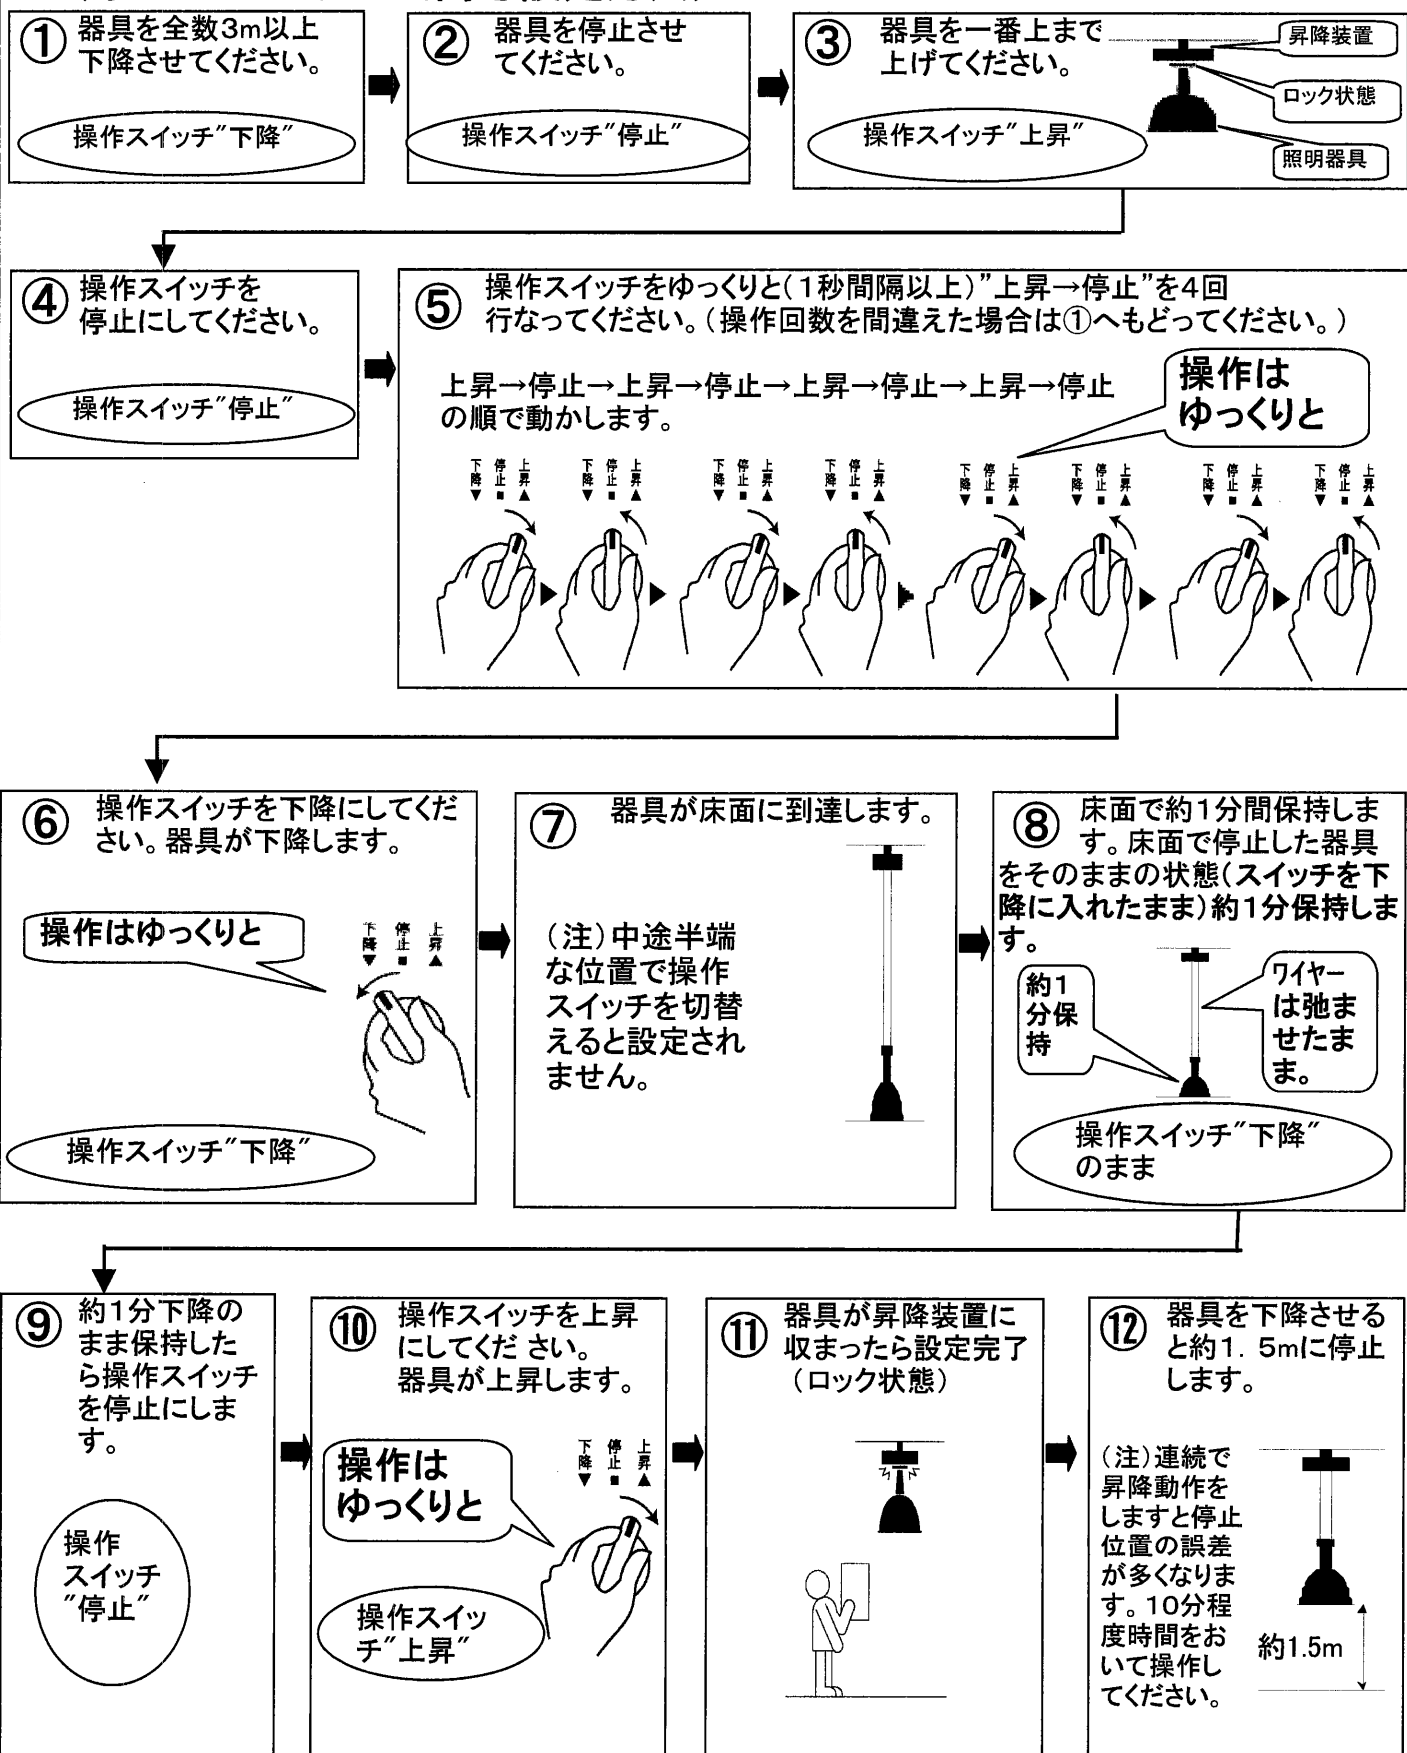 ① 器具を全数3m以上
下降させてください。
操作スイッチ"下降"
② 器具を停止させ
てください。
操作スイッチ"停止"
③ 器具を一番上まで
上げてください。
操作スイッチ"上昇"
昇降装置
ロック状態
照明器具
④ 操作スイッチを
停止にしてください。
操作スイッチ"停止"
⑤ 操作スイッチをゆっくりと(1秒間隔以上)"上昇→停止"を4回
行なってください。(操作回数を間違えた場合は①へもどってください。)
上昇→停止→上昇→停止→上昇→停止→上昇→停止
の順で動かします。
操作は
ゆっくりと
下降▼ 停止■ 上昇▲
下降▼ 停止■ 上昇▲
下降▼ 停止■ 上昇▲
下降▼ 停止■ 上昇▲
下降▼ 停止■ 上昇▲
下降▼ 停止■ 上昇▲
下降▼ 停止■ 上昇▲
下降▼ 停止■ 上昇▲
⑥ 操作スイッチを下降にしてくだ
さい。器具が下降します。
操作はゆっくりと
下降▼ 停止■ 上昇▲
操作スイッチ"下降"
⑦ 器具が床面に到達します。
(注)中途半端
な位置で操作
スイッチを切替
えると設定され
ません。
⑧ 床面で約1分間保持しま
す。床面で停止した器具
をそのままの状態(スイッチを下
降に入れたまま)約1分保持しま
す。
約1
分保
持
ワイヤー
は弛ま
せたま
ま。
操作スイッチ"下降"
のまま
⑨ 約1分下降の
まま保持した
ら操作スイッチ
を停止にしま
す。
操作
スイッチ
"停止"
⑩ 操作スイッチを上昇
にしてくだ さい。
器具が上昇します。
操作は
ゆっくりと
下降▼ 停止■ 上昇▲
操作スイッ
チ"上昇"
⑪ 器具が昇降装置に
収まったら設定完了
(ロック状態)
⑫ 器具を下降させる
と約1. 5mに停止
します。
(注)連続で
昇降動作を
しますと停止
位置の誤差
が多くなりま
す。10分程
度時間をお
いて操作し
てください。
約1.5m